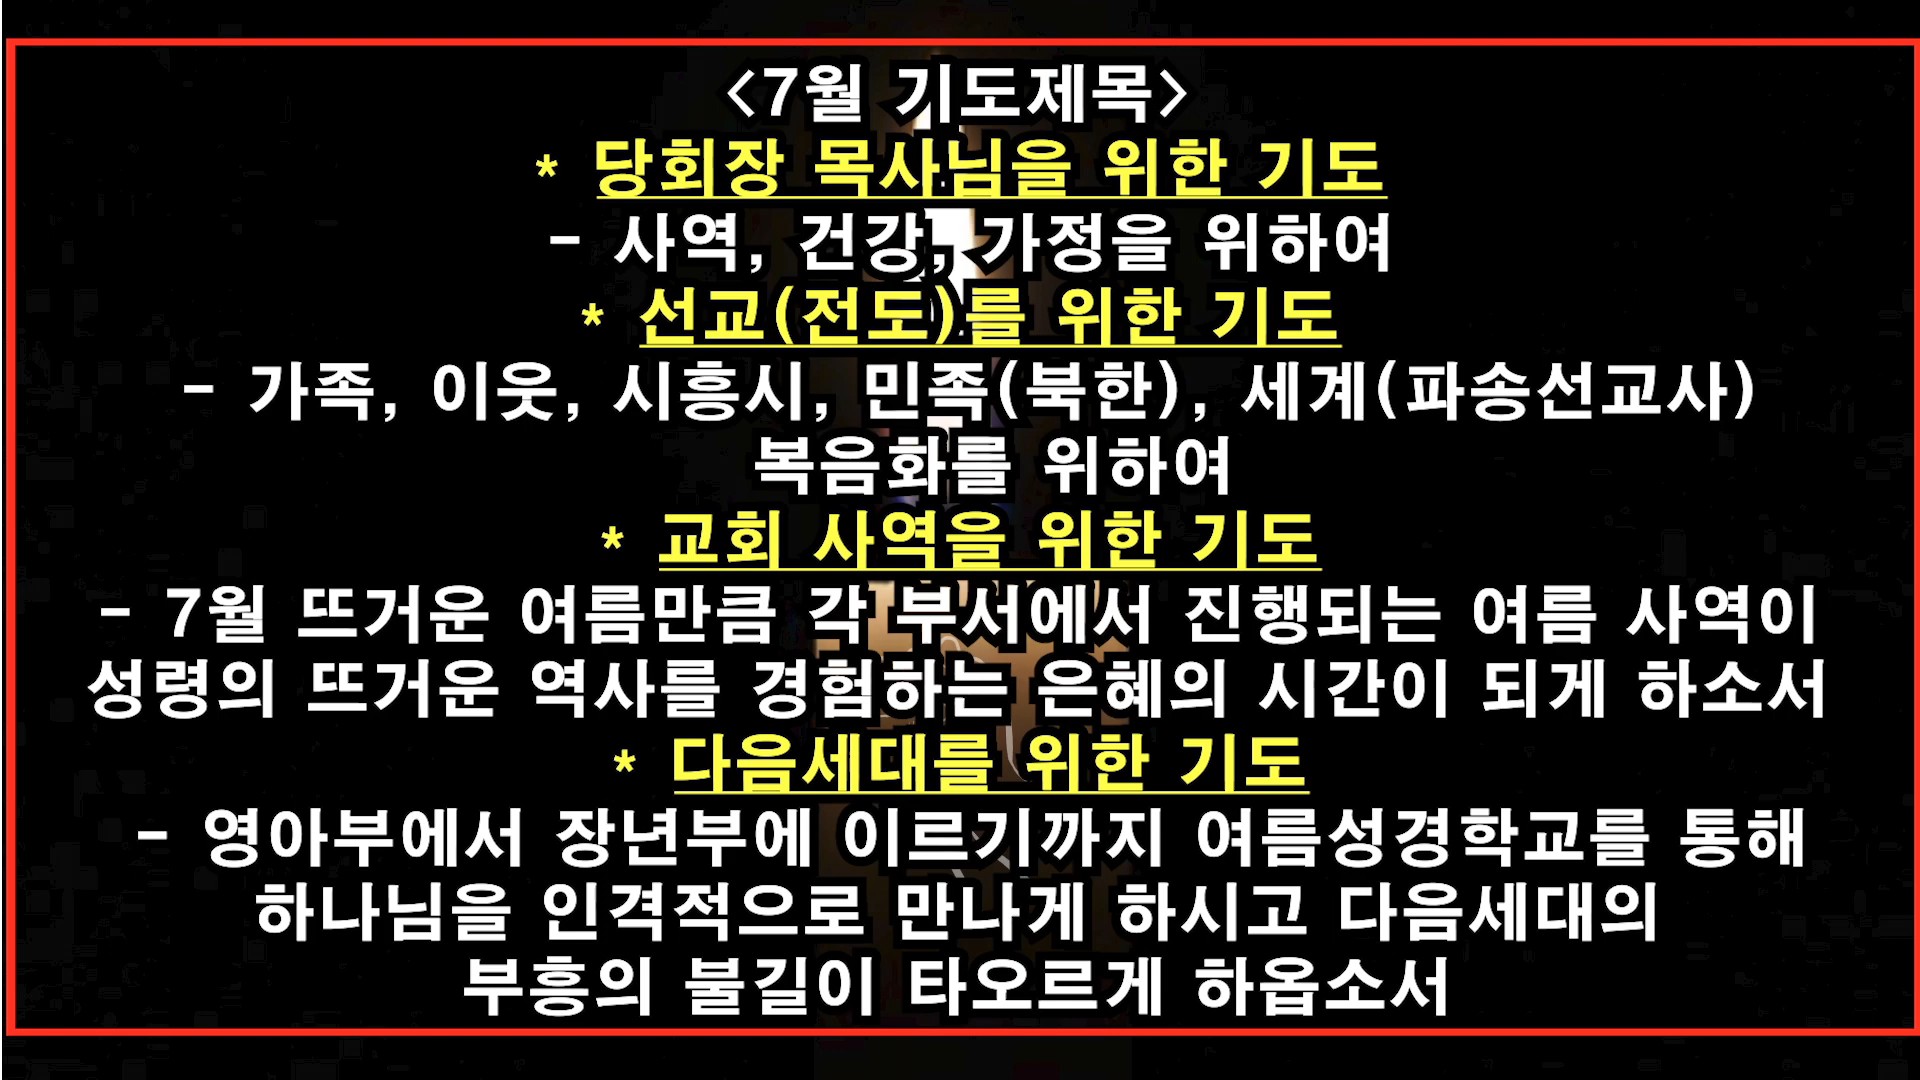 <7월 기도제목>
* 당회장 목사님을 위한 기도
- 사역, 건강, 가정을 위하여
* 선교(전도)를 위한 기도
- 가족, 이웃, 시흥시, 민족(북한), 세계(파송선교사)
복음화를 위하여
* 교회 사역을 위한 기도
- 7월 뜨거운 여름만큼 각 부서에서 진행되는 여름 사역이
성령의 뜨거운 역사를 경험하는 은혜의 시간이 되게 하소서
* 다음세대를 위한 기도
- 영아부에서 장년부에 이르기까지 여름성경학교를 통해
하나님을 인격적으로 만나게 하시고 다음세대의
부흥의 불길이 타오르게 하옵소서